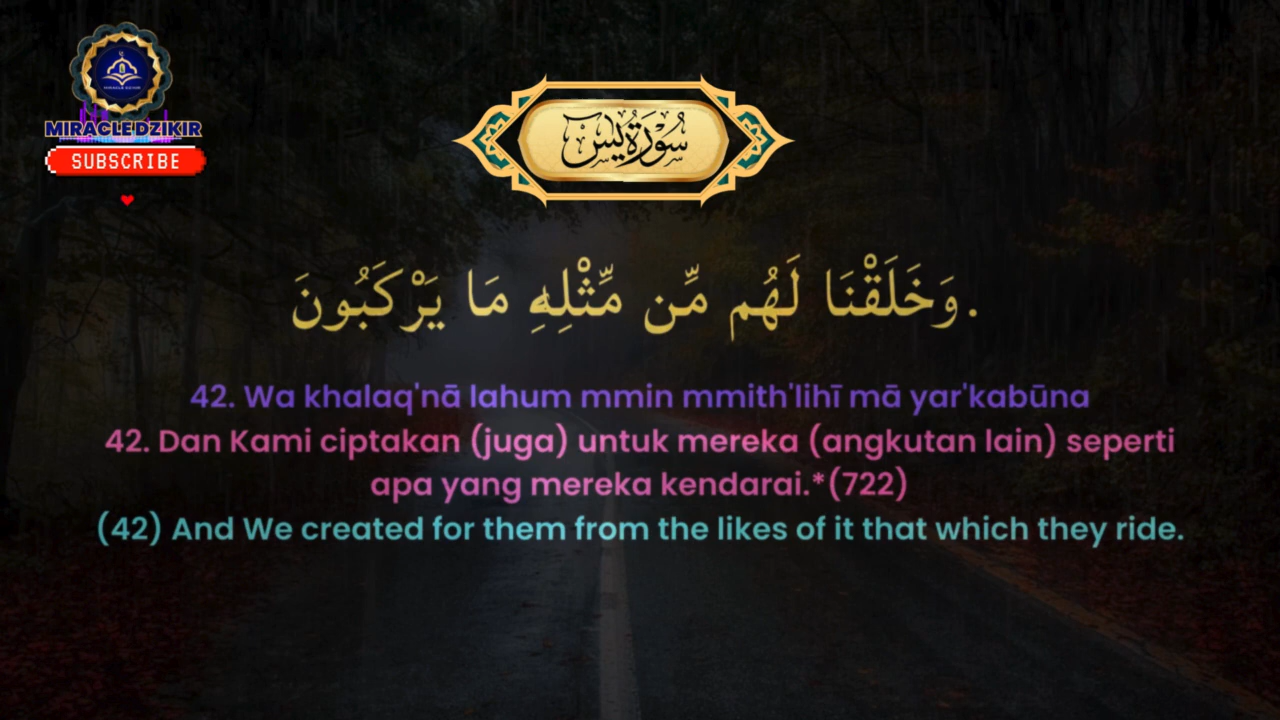 MIRACLEDZIKIR
SUBSCRIBE
سُورَةُ يس
وَخَلَقْنَا لَهُم مِّن مِّثْلِهِ مَا يَرْكَبُونَ.
42. Wa khalaq'nā lahum mmin mmith'lihī mā yar'kabūna
42. Dan Kami ciptakan (juga) untuk mereka (angkutan lain) seperti
apa yang mereka kendarai.*(722)
(42) And We created for them from the likes of it that which they ride.